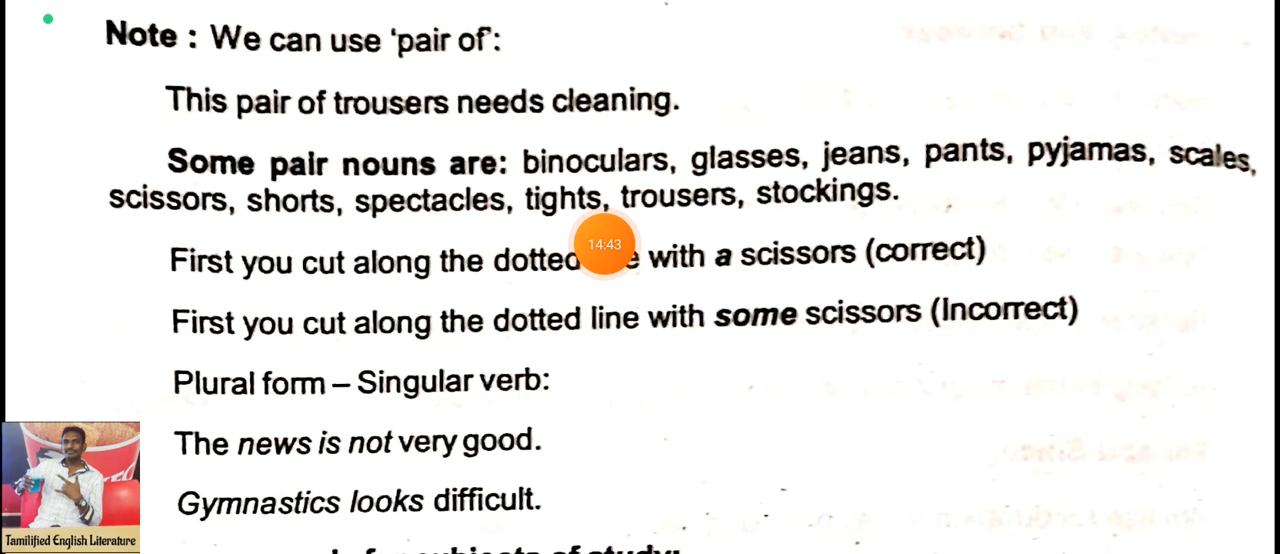 Note : We can use 'pair of':
This pair of trousers needs cleaning.
Some pair nouns are: binoculars, glasses, jeans, pants, pyjamas, scales,
scissors, shorts, spectacles, tights, trousers, stockings.
14:43
First you cut along the dotted with a scissors (correct)
First you cut along the dotted line with some scissors (Incorrect)
Plural form – Singular verb:
The news is not very good.
Gymnastics looks difficult.
Tamilified English Literature